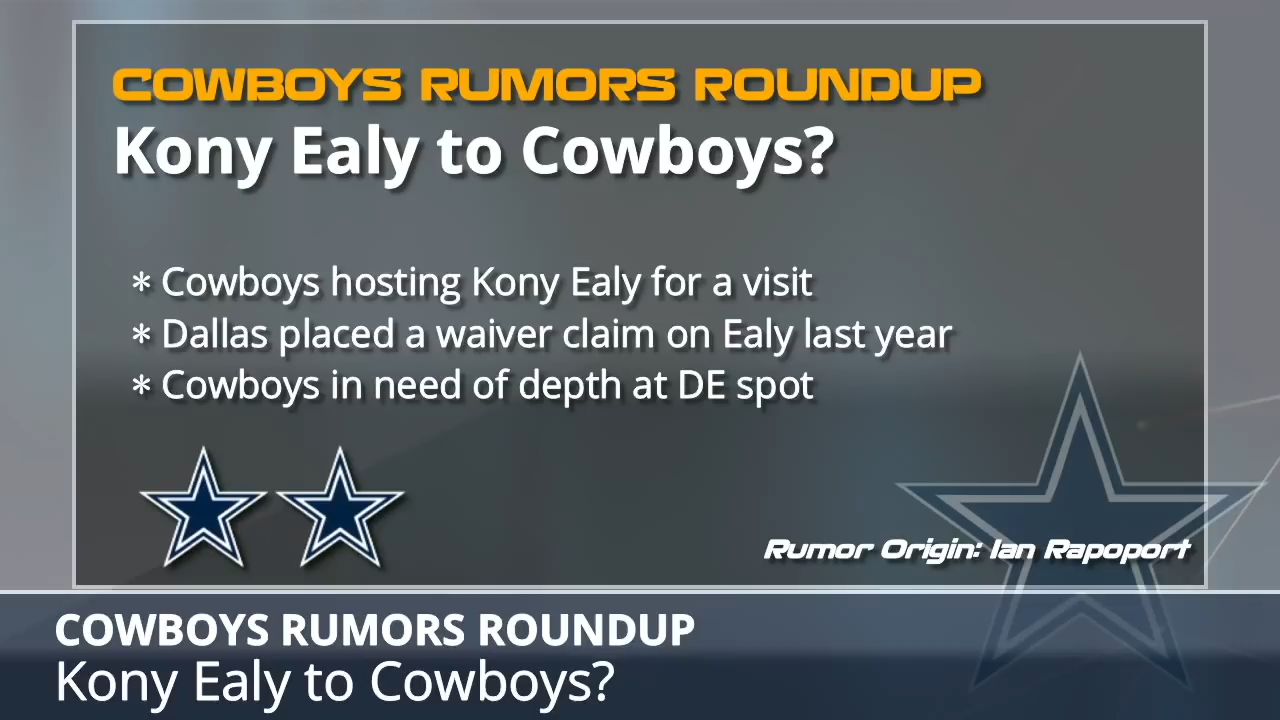 COWBOYS RUMORS ROUNDUP
Kony Ealy to Cowboys?
* Cowboys hosting Kony Ealy for a visit
* Dallas placed a waiver claim on Ealy last year
* Cowboys in need of depth at DE spot
Rumor Origin: Ian Rapoport
COWBOYS RUMORS ROUNDUP
Kony Ealy to Cowboys?